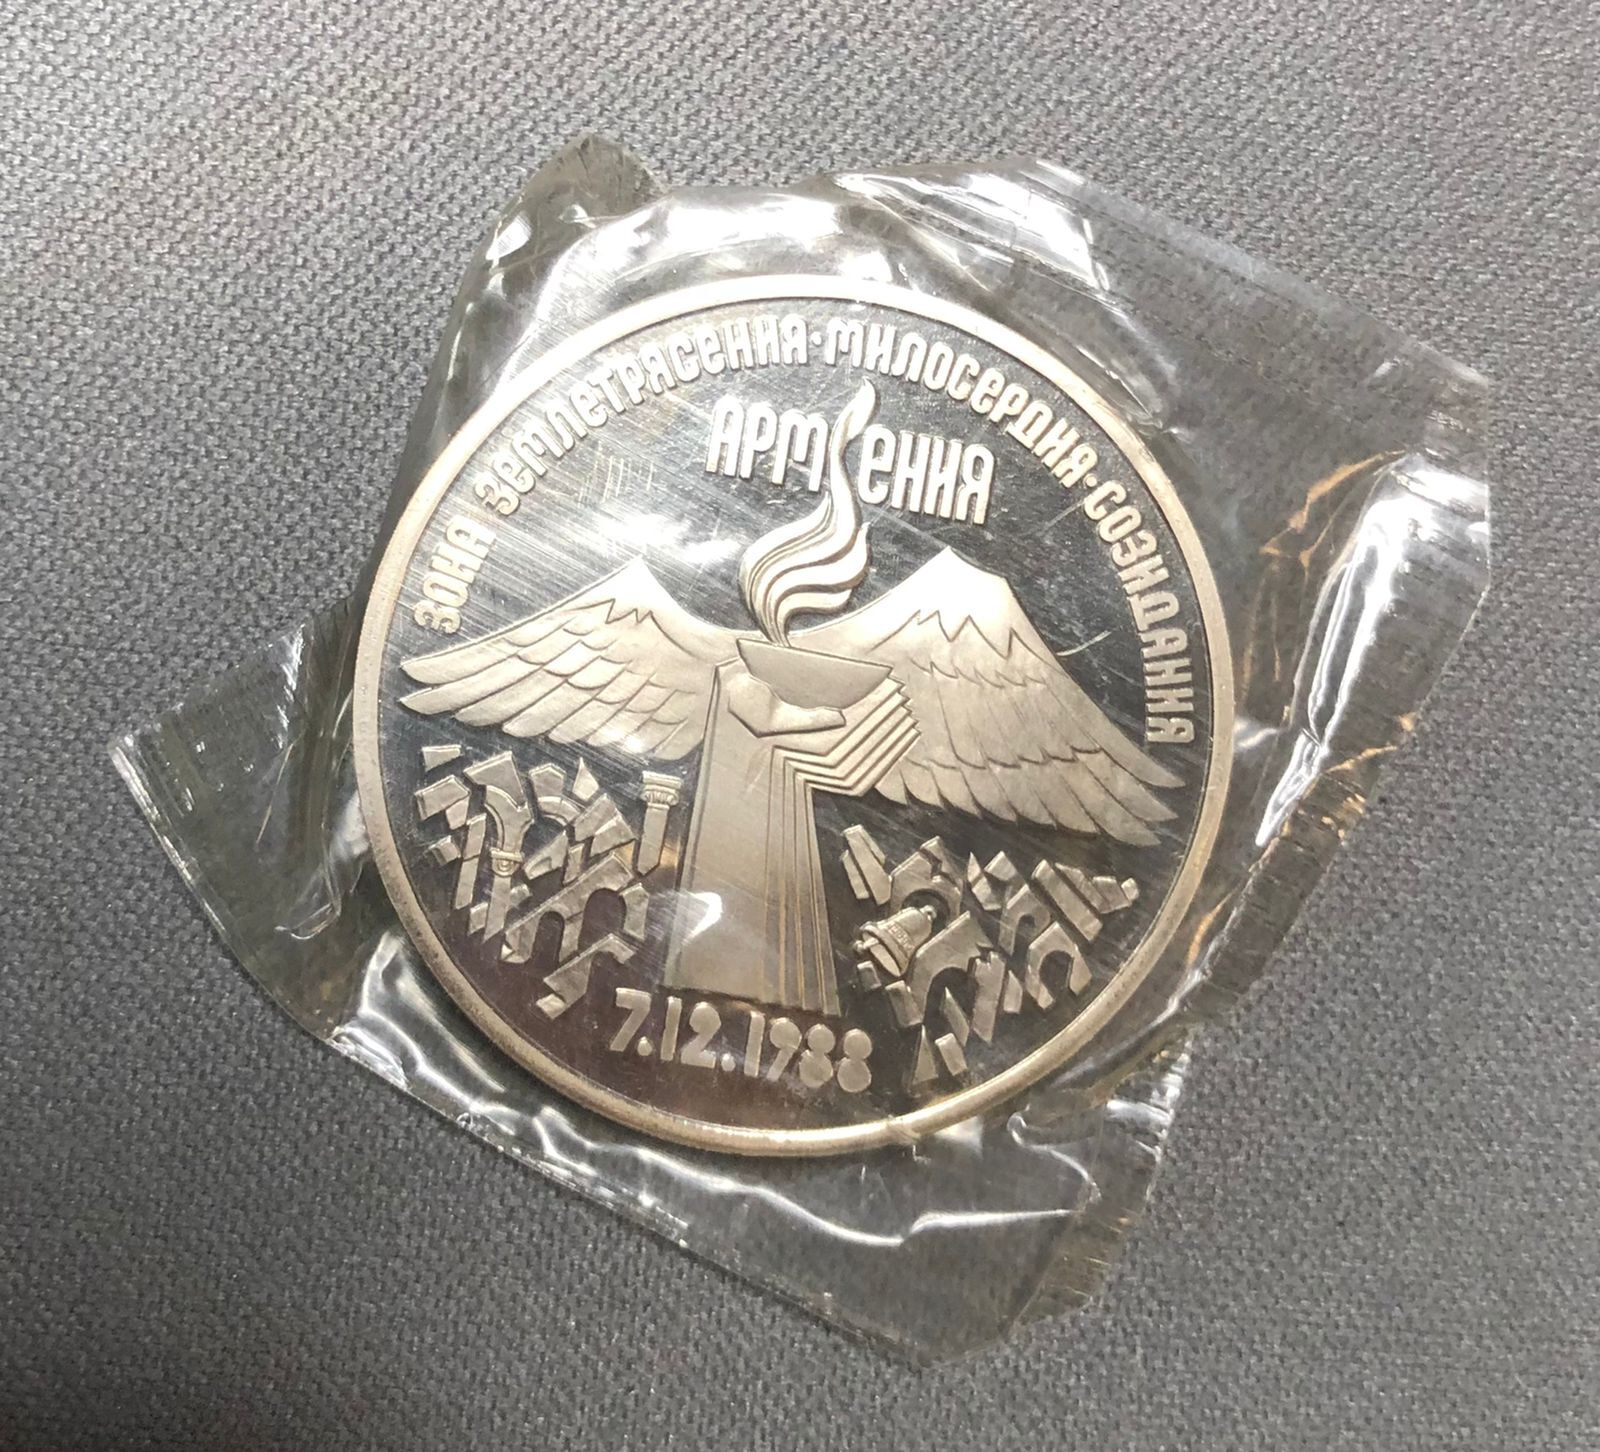 ЗОНА ЗЕМЛЕТРЯСЕНИЯ·МИЛОСЕРДИЯ·СОЗИДАНИЯ
АРМЕНИЯ
7.12.1988